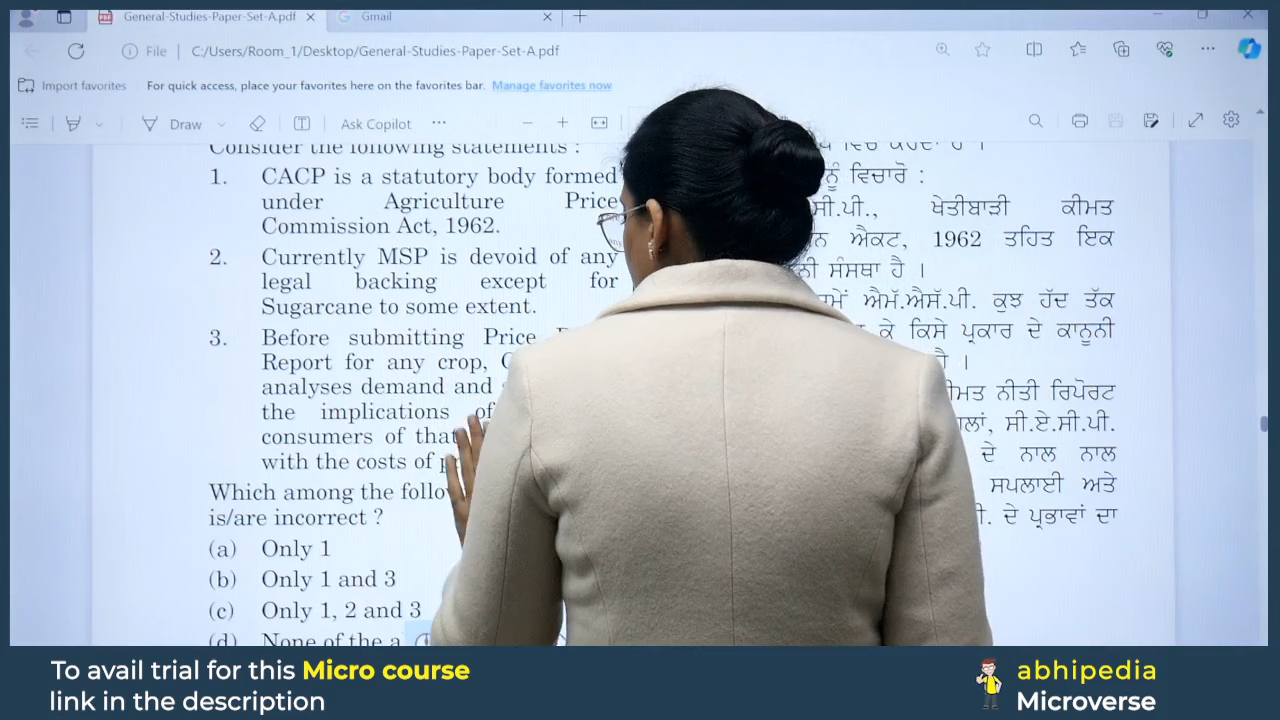 General-Studies-Paper-Set-A.pdf
Gmail
File
C:/Users/Room_1/Desktop/General-Studies-Paper-Set-A.pdf
Import favorites
For quick access, place your favorites here on the favorites bar. Manage favorites now
Draw
Ask Copilot
Consider the following statements :
1. CACP is a statutory body formed
under Agriculture Price
Commission Act, 1962.
2. Currently MSP is devoid of any
legal backing except for
Sugarcane to some extent.
3. Before submitting Price
Report for any crop,
analyses demand and
the implications of
consumers of that
with the costs of
Which among the
is/are incorrect ?
(a) Only 1
(b) Only 1 and 3
(c) Only 1, 2 and 3
(d) None of the
ਵਿਚ ਕਹਿੰਦਾ ਹੈ ।
ਨੂੰ ਵਿਚਾਰੋ :
ਸੀ.ਪੀ., ਖੇਤੀਬਾੜੀ ਕੀਮਤ
ਐਕਟ, 1962 ਤਹਿਤ ਇਕ
ਸੰਸਥਾ ਹੈ ।
ਐਮੱ.ਐਸੱ.ਪੀ. ਕੁਝ ਹੱਦ ਤੱਕ
ਕੇ ਕਿਸੇ ਪ੍ਰਕਾਰ ਦੇ ਕਾਨੂੰਨੀ
ਹੈ ।
ਨੀਤੀ ਰਿਪੋਰਟ
ਸੀ.ਏ.ਸੀ.ਪੀ.
ਦੇ ਨਾਲ ਨਾਲ
ਸਪਲਾਈ ਅਤੇ
ਦੇ ਪ੍ਰਭਾਵਾਂ ਦਾ
To avail trial for this Micro course
link in the description
abhipedia
Microverse